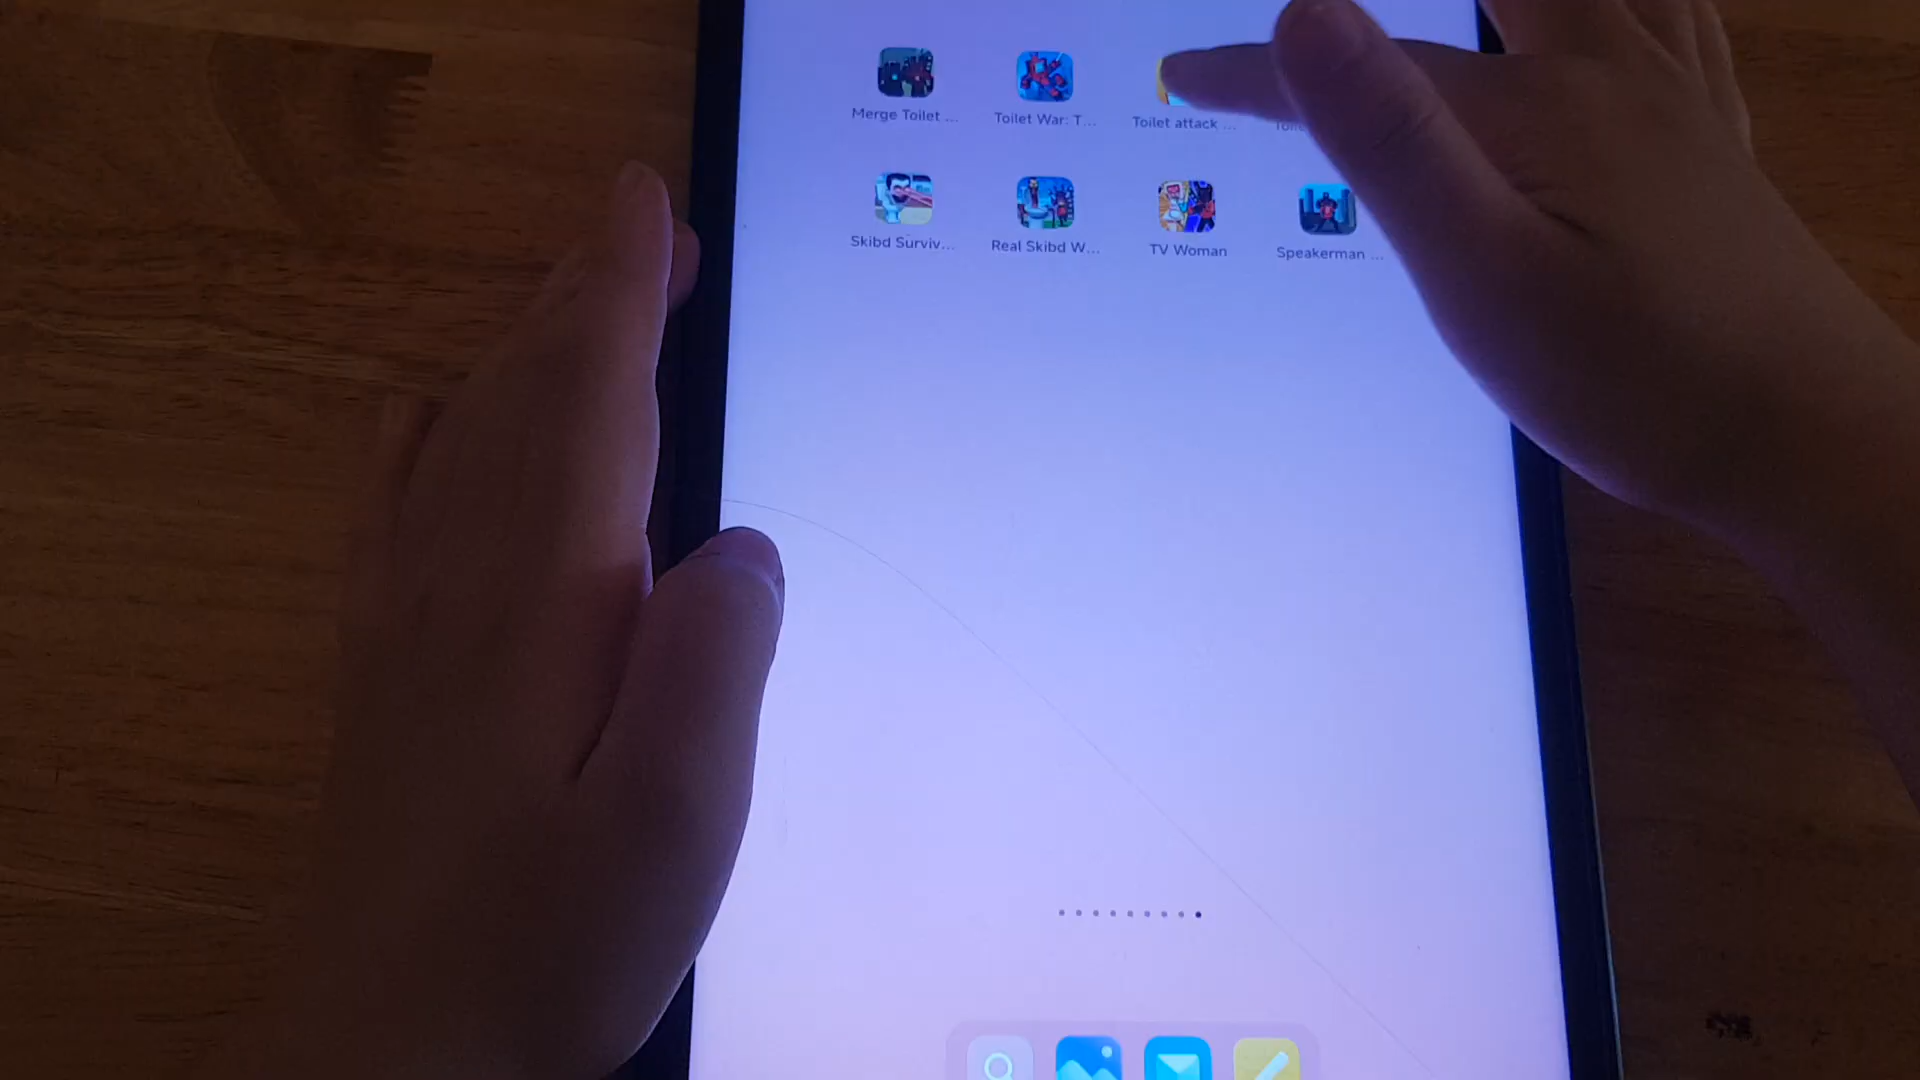 Merge Toilet ...
Toilet War: T...
Toilet attack ...
Skibd Surviv...
Real Skibd W...
TV Woman
Speakerman ...